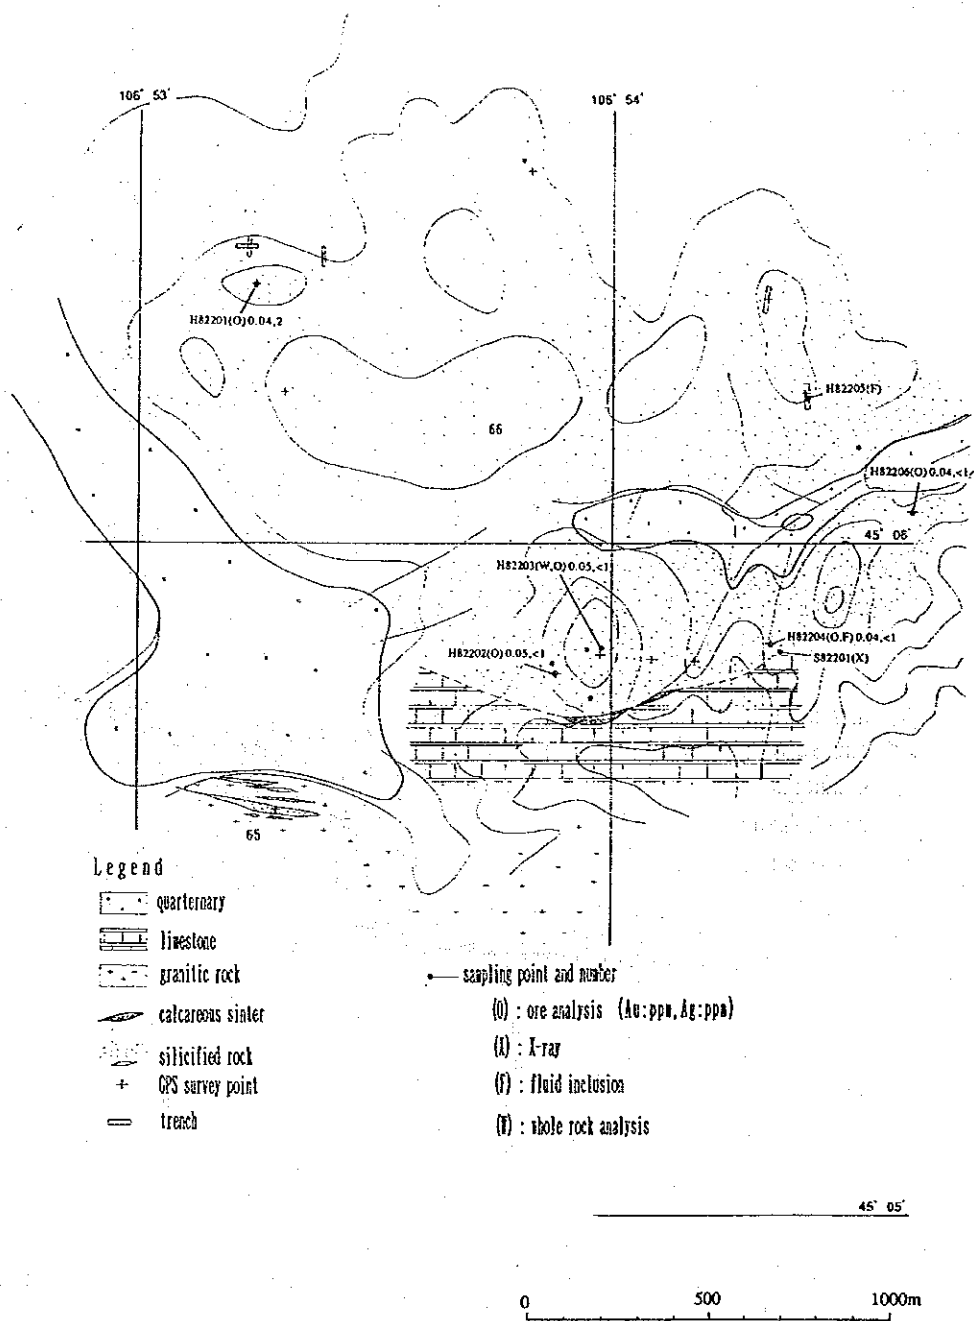 106° 53'
106° 54'
H82201(O) 0.04,2
H82205(F)
66
H82206(O) 0.04,<1
45° 06'
H82203(W,O) 0.05,<1
H82204(O,F) 0.04,<1
H82202(O) 0.05,<1
S82201(X)
65
Legend
quarternary
limestone
granitic rock
calcareous sinter
silicified rock
GPS survey point
trench
sampling point and number
(O) : ore analysis (Au:ppm, Ag:ppm)
(X) : X-ray
(F) : fluid inclusion
(W) : whole rock analysis
45° 05'
0 500 1000m